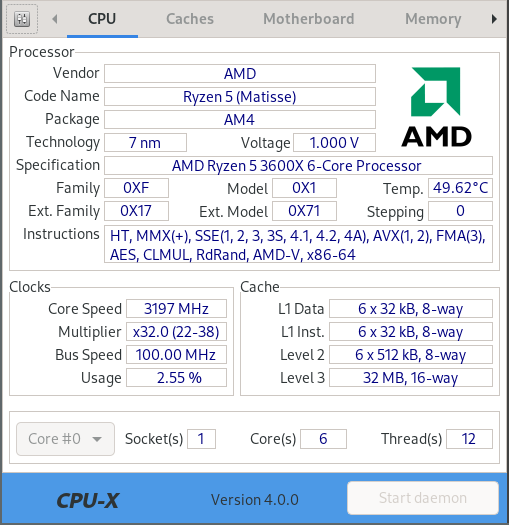 CPU Caches Motherboard Memory
Processor
Vendor AMD
Code Name Ryzen 5 (Matisse)
Package AM4
AMD
Technology 7 nm Voltage 1.000 V
Specification AMD Ryzen 5 3600X 6-Core Processor
Family 0XF Model 0X1 Temp. 49.62°C
Ext. Family 0X17 Ext. Model 0X71 Stepping 0
Instructions HT, MMX(+), SSE(1, 2, 3, 3S, 4.1, 4.2, 4A), AVX(1, 2), FMA(3),
AES, CLMUL, RdRand, AMD-V, x86-64
Clocks
Core Speed 3197 MHz
Multiplier x32.0 (22-38)
Bus Speed 100.00 MHz
Usage 2.55 %
Cache
L1 Data 6 x 32 kB, 8-way
L1 Inst. 6 x 32 kB, 8-way
Level 2 6 x 512 kB, 8-way
Level 3 32 MB, 16-way
Core #0 Socket(s) 1 Core(s) 6 Thread(s) 12
CPU-X Version 4.0.0 Start daemon